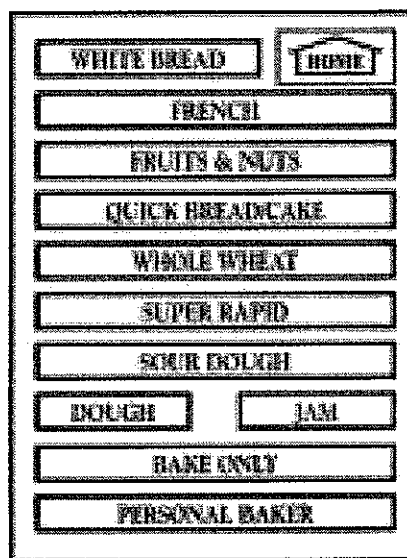 WHITE BREAD HOME
FRENCH
FRUITS & NUTS
QUICK BREAD/CAKE
WHOLE WHEAT
SUPER RAPID
SOUR DOUGH
DOUGH JAM
BAKE ONLY
PERSONAL BAKER